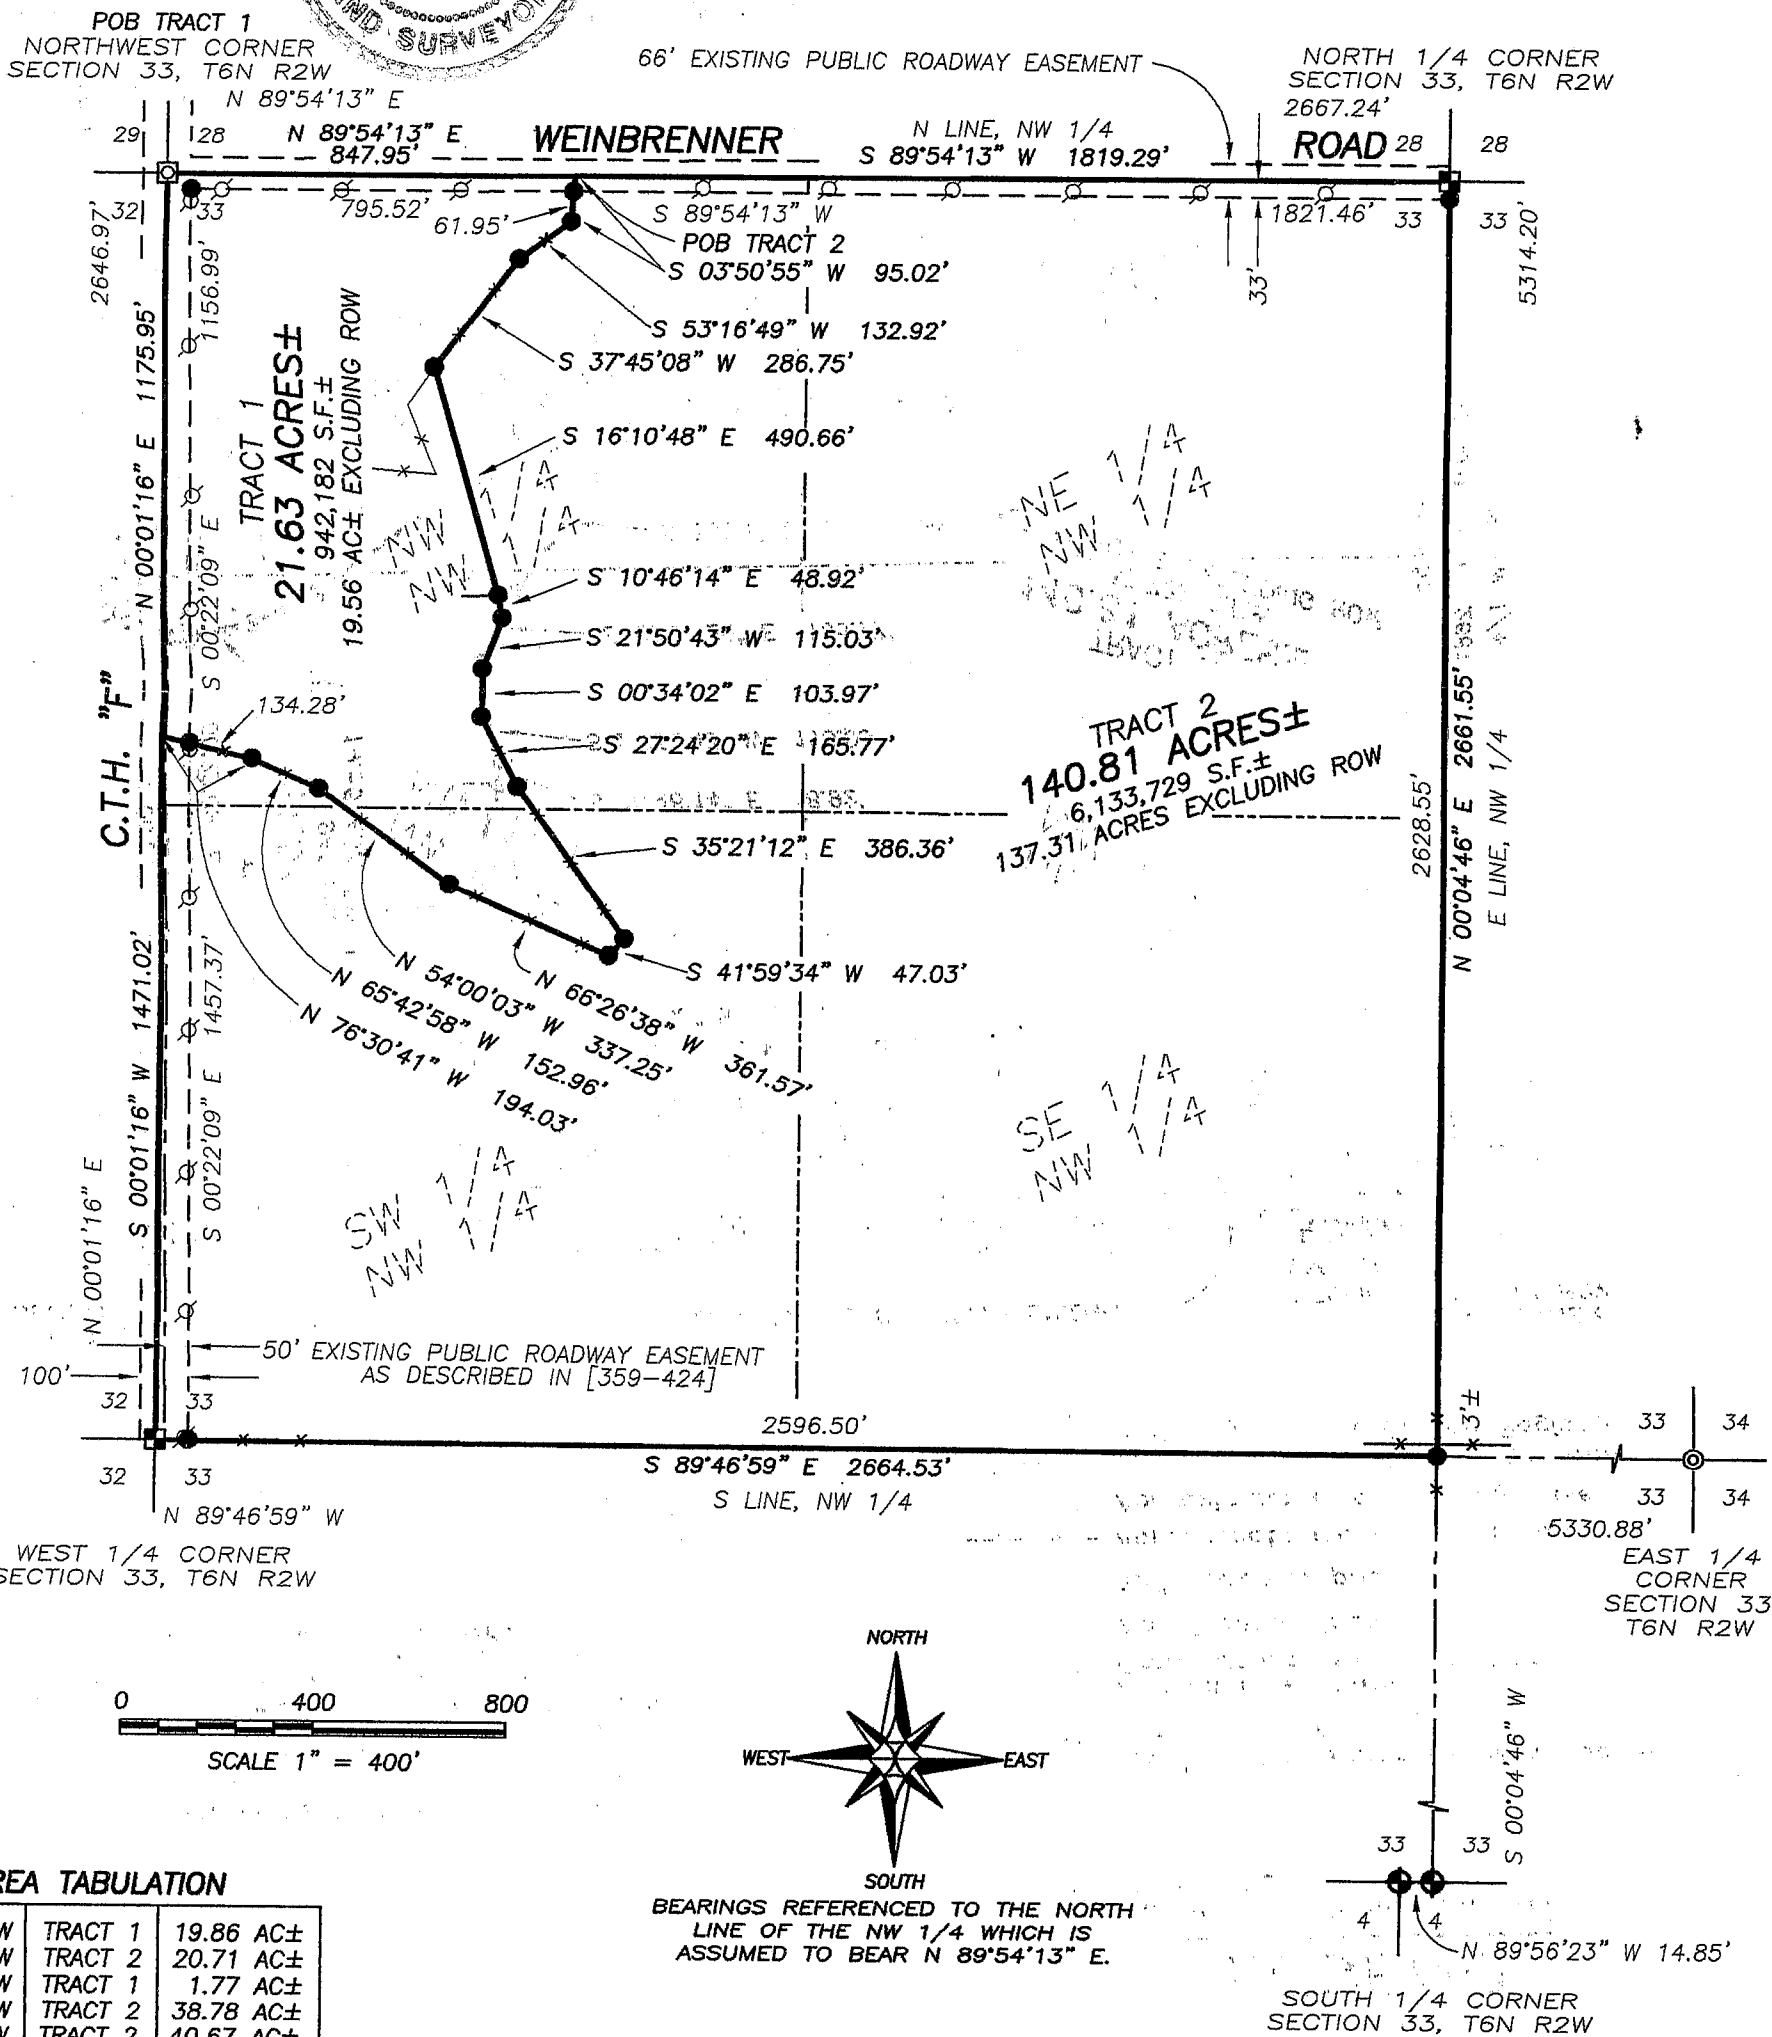 AND SURVEYOR
POB TRACT 1
NORTHWEST CORNER
SECTION 33, T6N R2W
N 89°54'13" E
66' EXISTING PUBLIC ROADWAY EASEMENT
NORTH 1/4 CORNER
SECTION 33, T6N R2W
2667.24'
29
28
N 89°54'13" E
847.95'
WEINBRENNER
N LINE, NW 1/4
S 89°54'13" W 1819.29'
ROAD
28
28
32
33
795.52'
61.95'
S 89°54'13" W
1821.46'
33
33
POB TRACT 2
S 03°50'55" W 95.02'
33'
5314.20'
2646.97'
1156.99'
S 53°16'49" W 132.92'
S 37°45'08" W 286.75'
N 00°01'16" E 1175.95'
TRACT 1
21.63 ACRES±
942,182 S.F.±
19.56 AC± EXCLUDING ROW
S 16°10'48" E 490.66'
NW 1/4
NW 1/4
NE 1/4
NW 1/4
S 00°22'09" E
S 10°46'14" E 48.92'
S 21°50'43" W 115.03'
S 00°34'02" E 103.97'
134.28'
C.T.H. "F"
S 27°24'20" E 165.77'
TRACT 2
140.81 ACRES±
6,133,729 S.F.±
137.31 ACRES EXCLUDING ROW
S 35°21'12" E 386.36'
2628.55'
N 00°04'46" E 2661.55'
E LINE, NW 1/4
S 41°59'34" W 47.03'
N 66°26'38" W 361.57'
N 54°00'03" W 337.25'
N 65°42'58" W 152.96'
N 76°30'41" W 194.03'
S 00°01'16" W 1471.02'
S 00°22'09" E 1457.37'
N 00°01'16" E
SW 1/4
NW 1/4
SE 1/4
NW 1/4
50' EXISTING PUBLIC ROADWAY EASEMENT
AS DESCRIBED IN [359-424]
100'
32
33
2596.50'
3'±
33
34
S 89°46'59" E 2664.53'
S LINE, NW 1/4
32
33
33
34
N 89°46'59" W
5330.88'
WEST 1/4 CORNER
SECTION 33, T6N R2W
EAST 1/4
CORNER
SECTION 33
T6N R2W
0 400 800
SCALE 1" = 400'
NORTH
WEST
EAST
SOUTH
BEARINGS REFERENCED TO THE NORTH
LINE OF THE NW 1/4 WHICH IS
ASSUMED TO BEAR N 89°54'13" E.
S 00°04'46" W
33
33
4
4
N 89°56'23" W 14.85'
SOUTH 1/4 CORNER
SECTION 33, T6N R2W
REA TABULATION
W TRACT 1 19.86 AC±
W TRACT 2 20.71 AC±
W TRACT 1 1.77 AC±
W TRACT 2 38.78 AC±
W TRACT 2 40.67 AC±